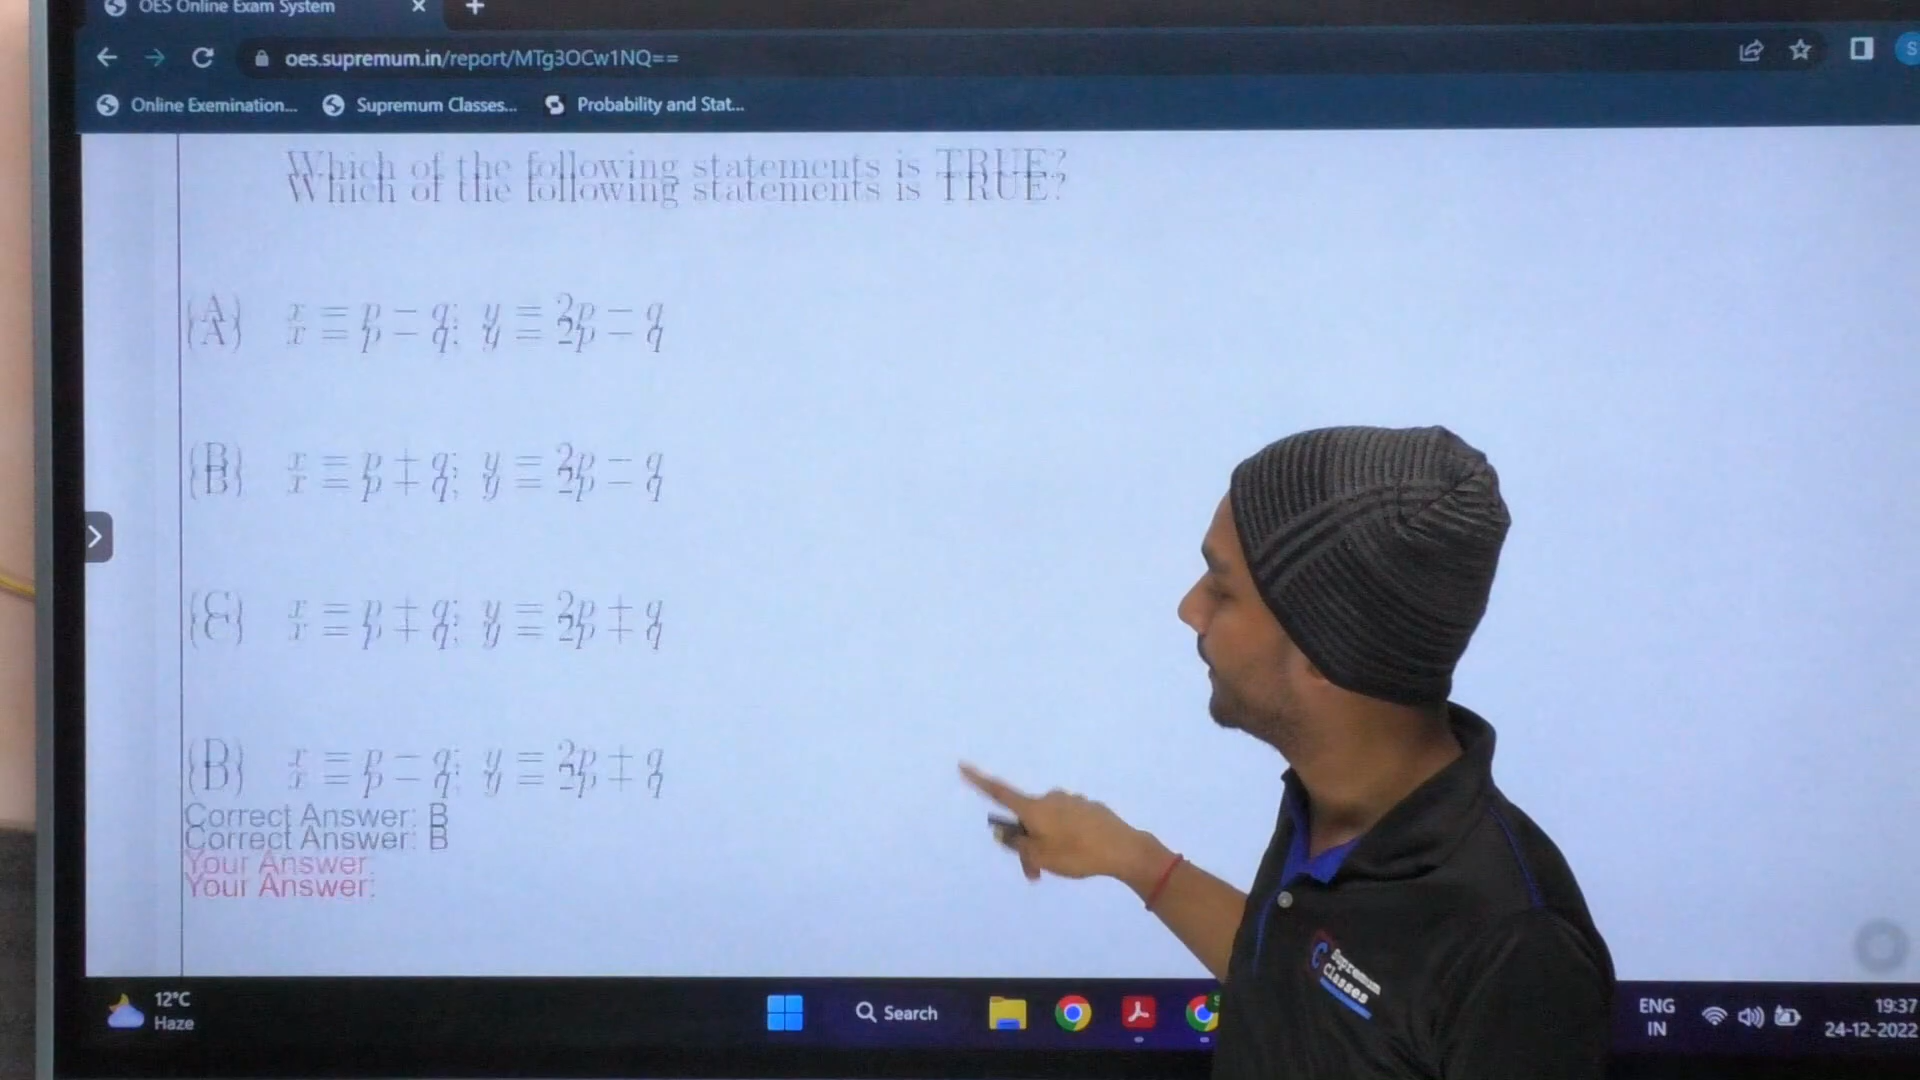 OES Online Exam System
oes.supremum.in/report/MTg3OCw1NQ==
S
Online Exemination... Supremum Classes... Probability and Stat...
Which of the following statements is TRUE?
(A) x = p − q; y = 2p − q
(B) x = p + q; y = 2p − q
(C) x = p + q; y = 2p + q
(D) x = p − q; y = 2p + q
Correct Answer: B
Your Answer:
Supremum
Classes
12°C
Haze
Search
ENG
IN
19:37
24-12-2022